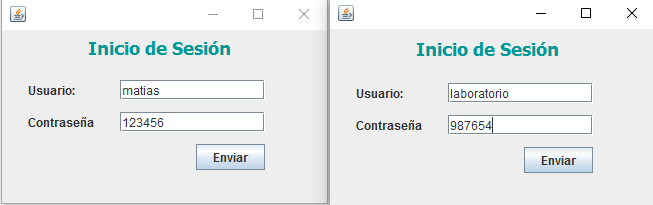 Inicio de Sesión
Usuario: matias
Contraseña 123456
Enviar
Inicio de Sesión
Usuario: laboratorio
Contraseña 987654
Enviar